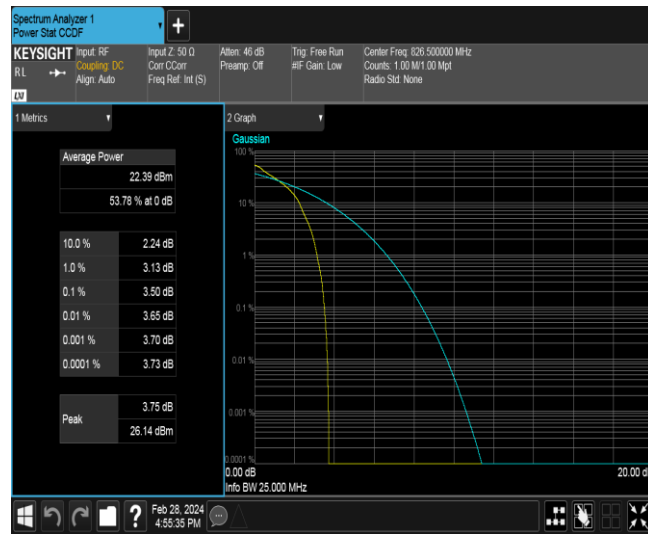 Spectrum Analyzer 1
Power Stat CCDF
+
KEYSIGHT
RL
LXI
Input: RF
Coupling: DC
Align: Auto
Input Z: 50 Ω
Corr CCorr
Freq Ref: Int (S)
Atten: 46 dB
Preamp: Off
Trig: Free Run
#IF Gain: Low
Center Freq: 826.500000 MHz
Counts: 1.00 M/1.00 Mpt
Radio Std: None
1 Metrics
Average Power
22.39 dBm
53.78 % at 0 dB
10.0 % 2.24 dB
1.0 % 3.13 dB
0.1 % 3.50 dB
0.01 % 3.65 dB
0.001 % 3.70 dB
0.0001 % 3.73 dB
Peak
3.75 dB
26.14 dBm
2 Graph
Gaussian
100 %
10 %
1 %
0.1 %
0.01 %
0.001 %
0.0001 %
0.00 dB
20.00 d
Info BW 25.000 MHz
?
Feb 28, 2024
4:55:35 PM